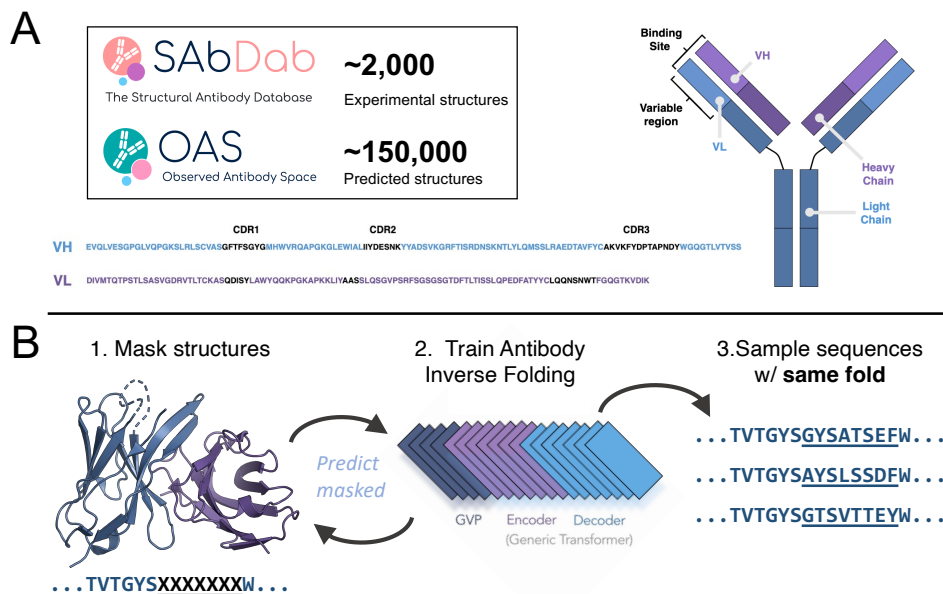 A
SAbDab
The Structural Antibody Database
~2,000
Experimental structures
OAS
Observed Antibody Space
~150,000
Predicted structures
Binding
Site
VH
Variable
region
VL
Heavy
Chain
Light
Chain
CDR1 CDR2 CDR3
VH EVQLVESGPGLVQPGKSLRLSCVASGFTFSGYGMHWVRQAPGKGLEWIALIIYDESNKYYADSVKGRFTISRDNSKNTLYLQMSSLRAEDTAVFYCAKVKFYDPTAPNDYWGQGTLVTVSS
VL DIVMTQTPSTLSASVGDRVTLTCKASQDISYLAWYQQKPGKAPKKLIYAASSLQSGVPSRFSGSGSGTDFTLTISSLQPEDFATYYCLQQNSNWTFGQGTKVDIK
B
1. Mask structures
2. Train Antibody
Inverse Folding
3.Sample sequences
w/ same fold
Predict
masked
GVP Encoder Decoder
(Generic Transformer)
...TVTGYSGYSATSEFW...
...TVTGYSAYSLSSDFW...
...TVTGYSGTSVTTEYW...
...TVTGYSXXXXXXXW...